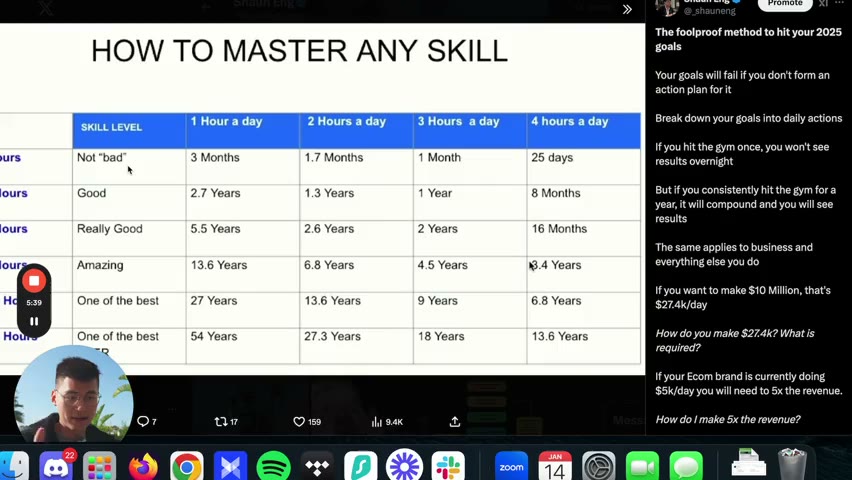 @_shauneng
Promote
HOW TO MASTER ANY SKILL
SKILL LEVEL 1 Hour a day 2 Hours a day 3 Hours a day 4 hours a day
Not "bad" 3 Months 1.7 Months 1 Month 25 days
Good 2.7 Years 1.3 Years 1 Year 8 Months
Really Good 5.5 Years 2.6 Years 2 Years 16 Months
Amazing 13.6 Years 6.8 Years 4.5 Years 3.4 Years
One of the best 27 Years 13.6 Years 9 Years 6.8 Years
One of the best 54 Years 27.3 Years 18 Years 13.6 Years
5:39
7 17 159 9.4K
The foolproof method to hit your 2025
goals
Your goals will fail if you don't form an
action plan for it
Break down your goals into daily actions
If you hit the gym once, you won't see
results overnight
But if you consistently hit the gym for a
year, it will compound and you will see
results
The same applies to business and
everything else you do
If you want to make $10 Million, that's
$27.4k/day
How do you make $27.4k? What is
required?
If your Ecom brand is currently doing
$5k/day you will need to 5x the revenue.
How do I make 5x the revenue?
22
zoom
JAN
14